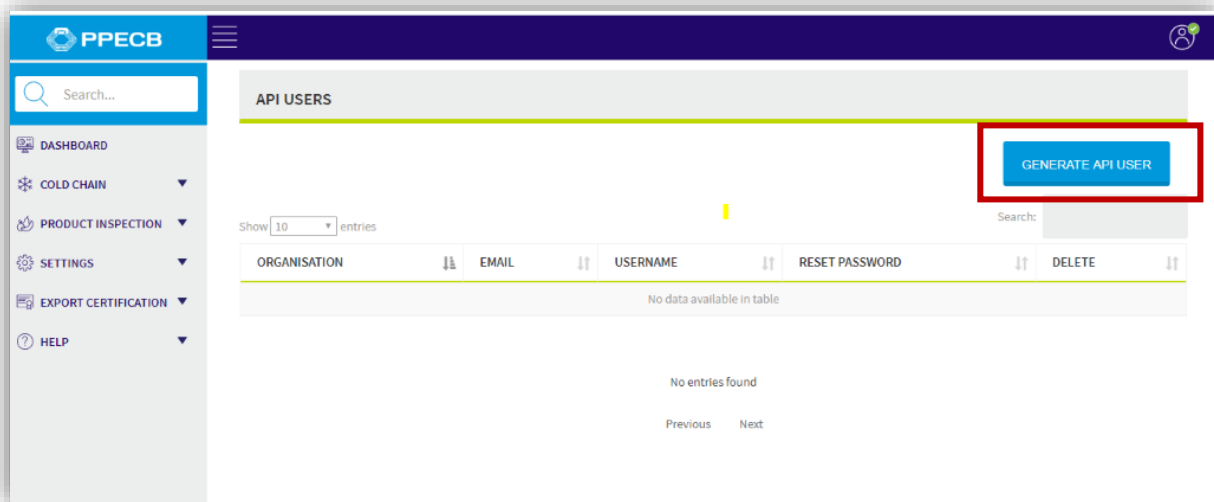 PPECB
Search...
API USERS
DASHBOARD
GENERATE API USER
COLD CHAIN
PRODUCT INSPECTION
Show 10 entries
Search:
SETTINGS
ORGANISATION EMAIL USERNAME RESET PASSWORD DELETE
EXPORT CERTIFICATION
No data available in table
HELP
No entries found
Previous Next